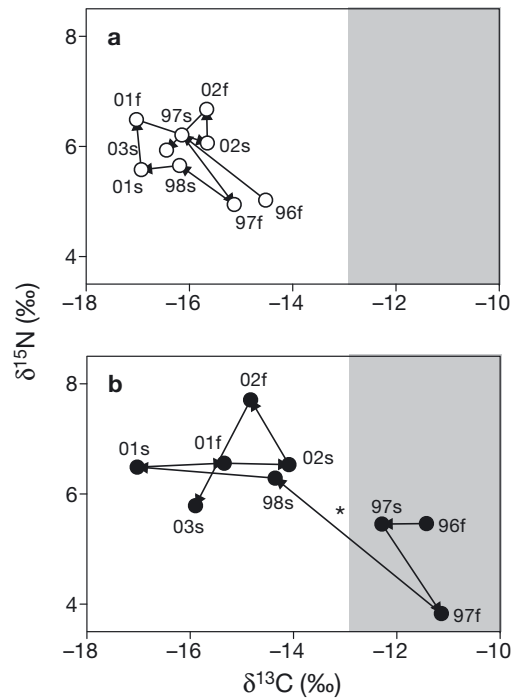 a
8
6
4
01f
97s
02f
03s
02s
01s
98s
97f
96f
−18
−16
−14
−12
−10
δ15N (‰)
b
8
6
4
02f
01s
01f
02s
98s
03s
*
97s
96f
97f
−18
−16
−14
−12
−10
δ13C (‰)